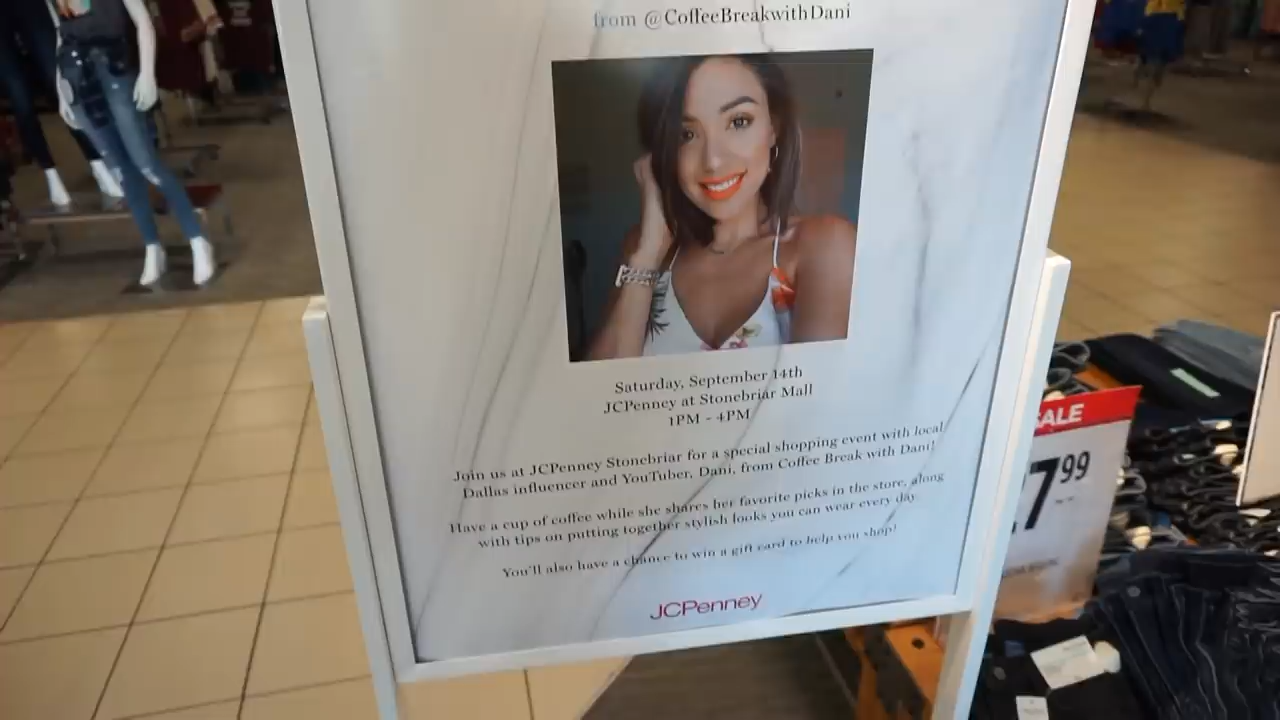 from @CoffeeBreakwithDani
Saturday, September 14th
JCPenney at Stonebriar Mall
1PM - 4PM
Join us at JCPenney Stonebriar for a special shopping event with local
Dallas influencer and YouTuber, Dani, from Coffee Break with Dani!
Have a cup of coffee while she shares her favorite picks in the store, along
with tips on putting together stylish looks you can wear every day.
You'll also have a chance to win a gift card to help you shop!
JCPenney
SALE
7⁹⁹